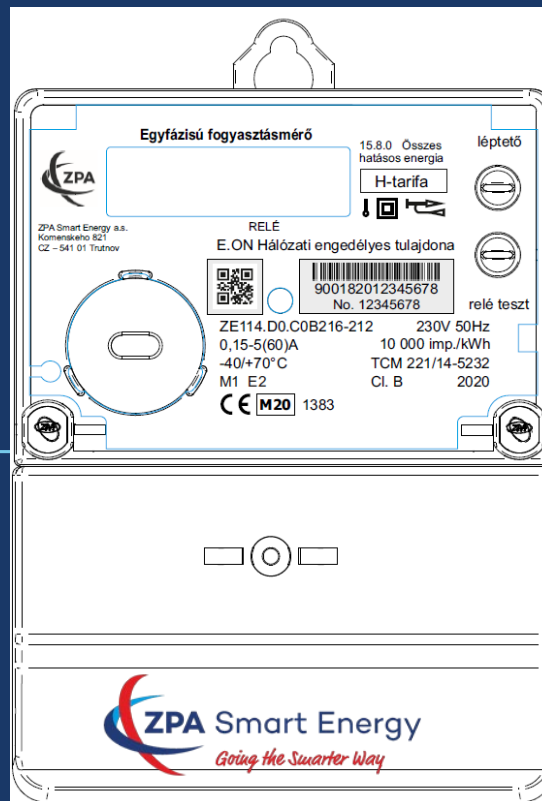 Egyfázisú fogyasztásmérő
15.8.0 Összes
hatásos energia
léptető
ZPA
H-tarifa
ZPA Smart Energy a.s.
Komenskeho 821
CZ – 541 01 Trutnov
RELÉ
E.ON Hálózati engedélyes tulajdona
900182012345678
No. 12345678
relé teszt
ZE114.D0.C0B216-212 230V 50Hz
0,15-5(60)A 10 000 imp./kWh
-40/+70°C TCM 221/14-5232
M1 E2 Cl. B 2020
CE M20 1383
ZPA Smart Energy
Going the Smarter Way